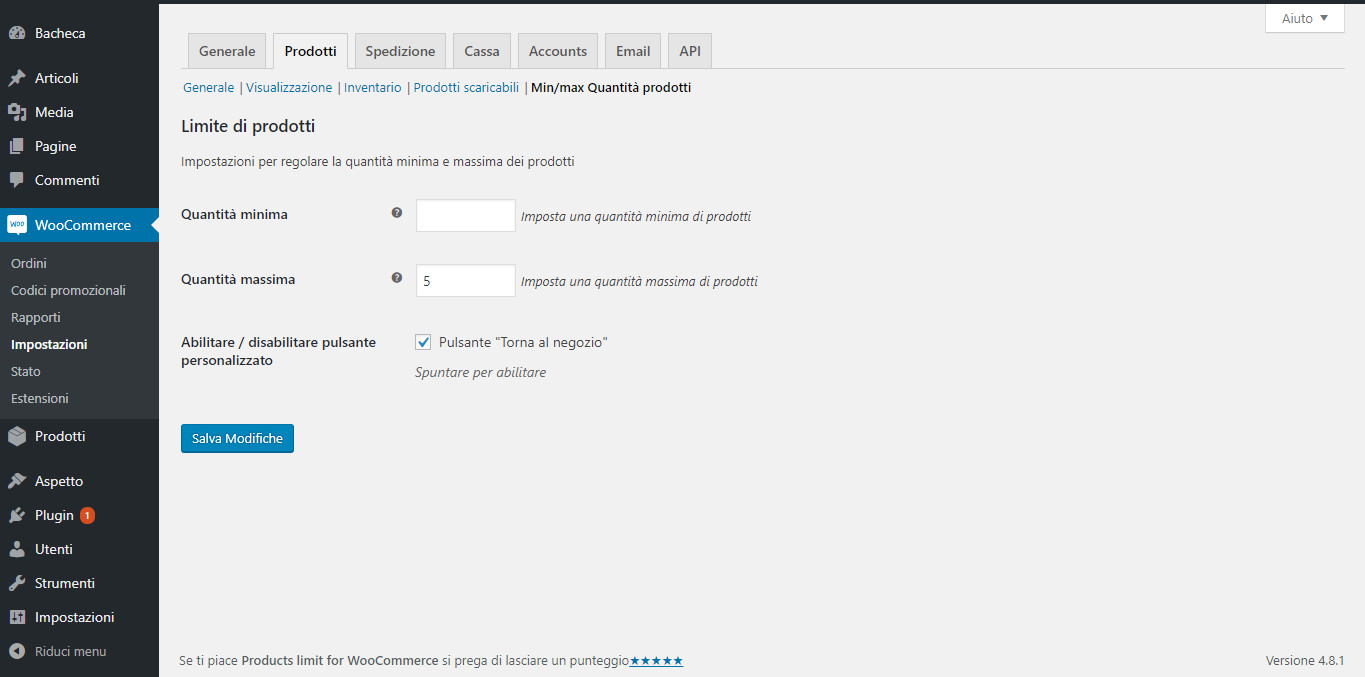 Bacheca
Articoli
Media
Pagine
Commenti
WOO WooCommerce
Ordini
Codici promozionali
Rapporti
Impostazioni
Stato
Estensioni
Prodotti
Aspetto
Plugin 1
Utenti
Strumenti
Impostazioni
Riduci menu
Aiuto
Generale Prodotti Spedizione Cassa Accounts Email API
Generale | Visualizzazione | Inventario | Prodotti scaricabili | Min/max Quantità prodotti
Limite di prodotti
Impostazioni per regolare la quantità minima e massima dei prodotti
Quantità minima ? Imposta una quantità minima di prodotti
Quantità massima ? 5 Imposta una quantità massima di prodotti
Abilitare / disabilitare pulsante
personalizzato
Pulsante "Torna al negozio"
Spuntare per abilitare
Salva Modifiche
Se ti piace Products limit for WooCommerce si prega di lasciare un punteggio★★★★★
Versione 4.8.1